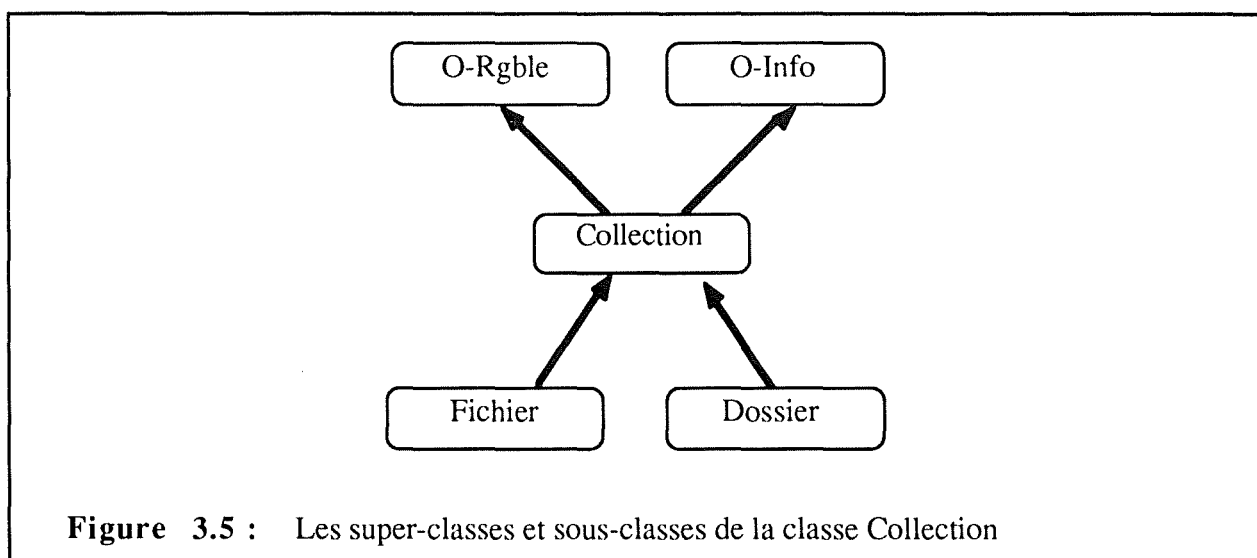 O-Rgble O-Info
Collection
Fichier Dossier
Figure 3.5 : Les super-classes et sous-classes de la classe Collection